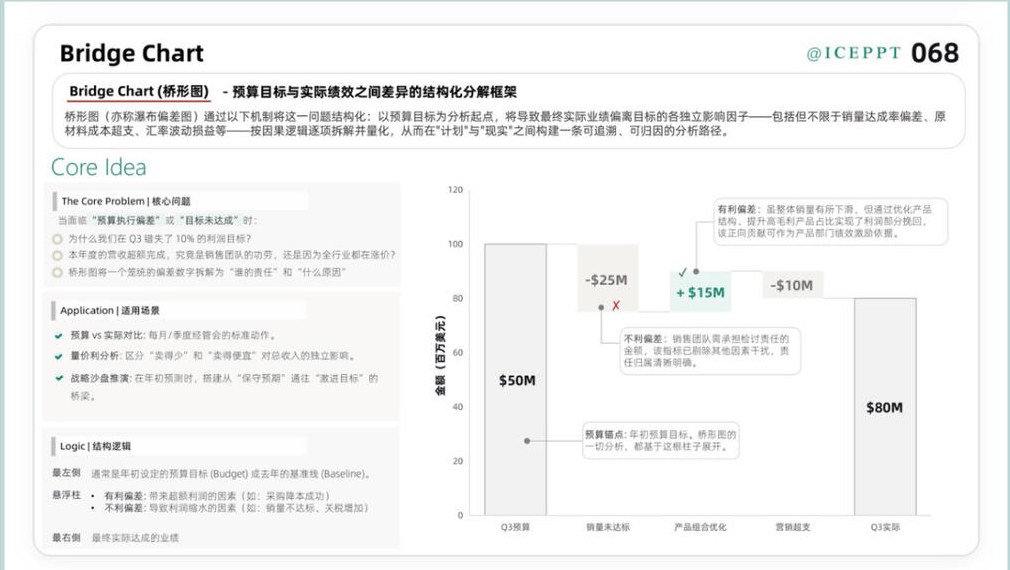 Bridge Chart
@ICEPPT 068
Bridge Chart (桥形图) - 预算目标与实际绩效之间差异的结构化分解框架
桥形图（亦称瀑布偏差图）通过以下机制将这一问题结构化：以预算目标为分析起点，将导致最终实际业绩偏离目标的各独立影响因子——包括但不限于销量达成率偏差、原
材料成本超支、汇率波动损益等——按因果逻辑逐项拆解并量化，从而在"计划"与"现实"之间构建一条可追溯、可归因的分析路径。
Core Idea
The Core Problem | 核心问题
当面临“预算执行偏差”或“目标未达成”时：
为什么我们在 Q3 错失了 10% 的利润目标?
本年度的营收超额完成，究竟是销售团队的功劳，还是因为全行业都在涨价?
桥形图将一个笼统的偏差数字拆解为“谁的责任”和“什么原因”
Application | 适用场景
预算 vs 实际对比: 每月/季度经管会的标准动作。
量价利分析: 区分“卖得少”和“卖得便宜”对总收入的独立影响。
战略沙盘推演: 在年初预测时，搭建从“保守预期”通往“激进目标”的
桥梁。
Logic | 结构逻辑
最左侧 通常是年初设定的预算目标 (Budget) 或去年的基准线 (Baseline)。
悬浮柱 • 有利偏差: 带来超额利润的因素（如：采购降本成功）
• 不利偏差: 导致利润缩水的因素（如：销量不达标、关税增加）
最右侧 最终实际达成的业绩
金额（百万美元）
120
100
80
60
40
20
0
$50M
-$25M
✗
✓
+ $15M
-$10M
$80M
有利偏差：虽整体销量有所下滑，但通过优化产品
结构、提升高毛利产品占比实现了利润部分挽回，
该正向贡献可作为产品部门绩效激励依据。
不利偏差：销售团队需承担检讨责任的
金额，该指标已剔除其他因素干扰，责
任归属清晰明确。
预算锚点: 年初预算目标。桥形图的
一切分析，都基于这根柱子展开。
Q3预算
销量未达标
产品组合优化
营销超支
Q3实际